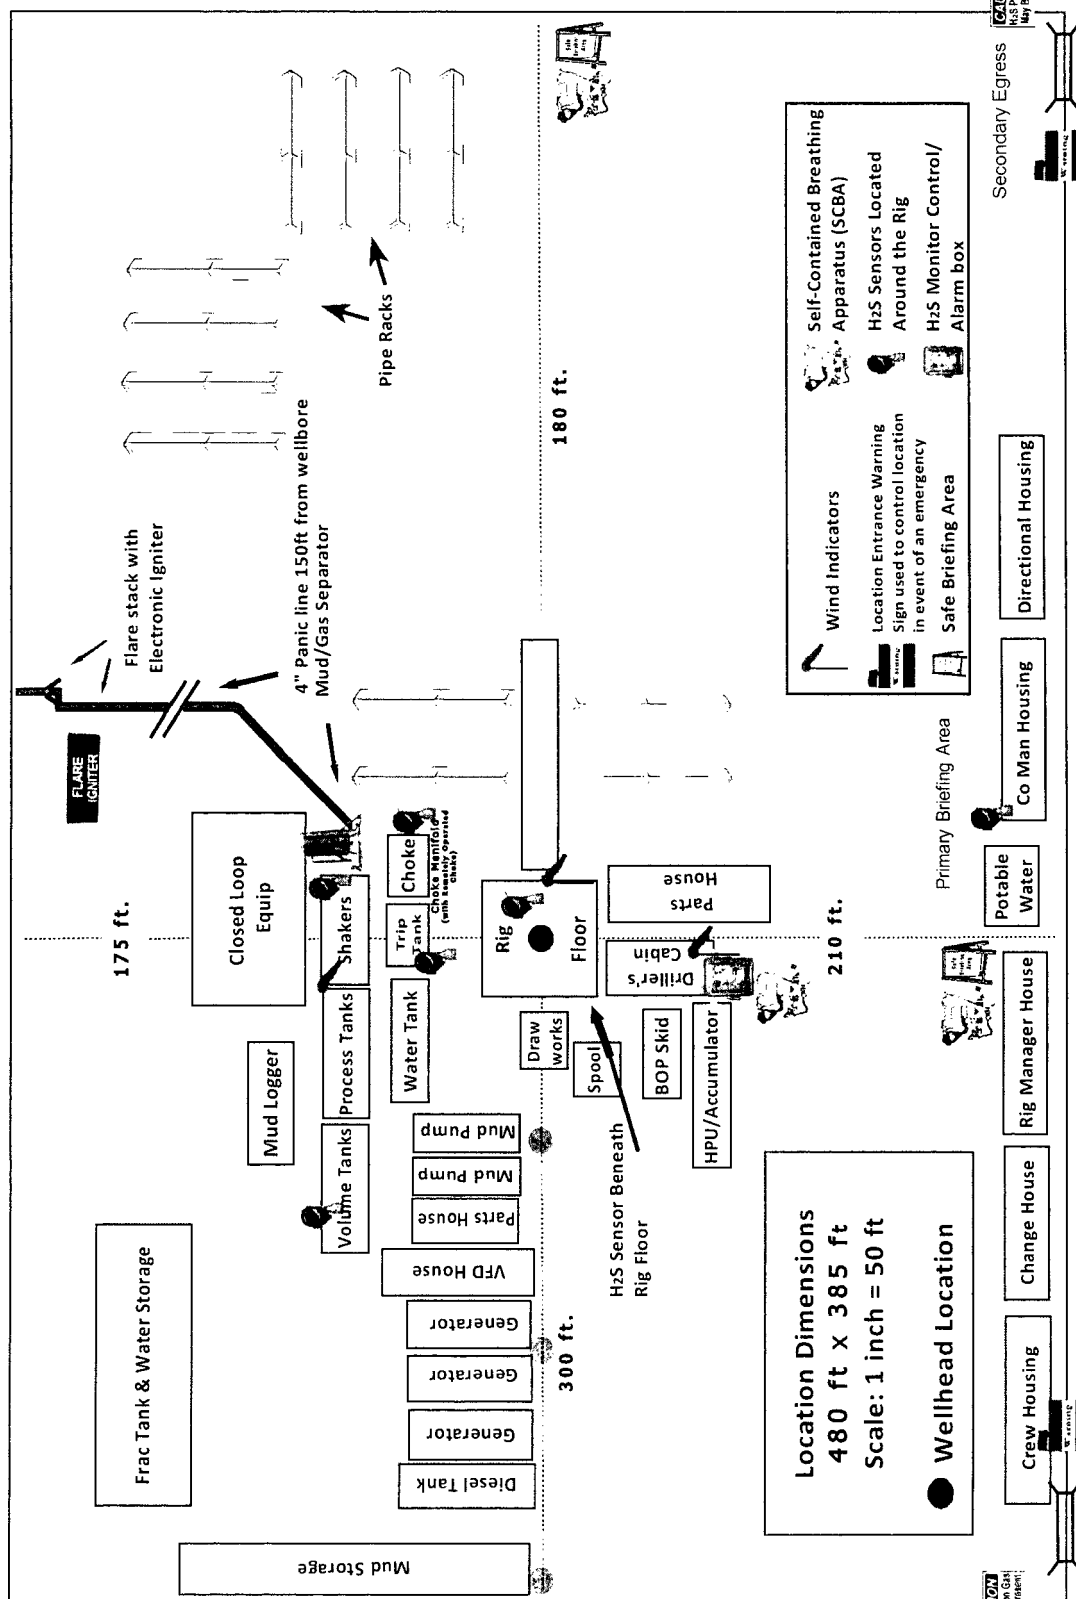 Frac Tank & Water Storage
Mud Storage
Diesel Tank
Generator
Generator
Generator
VFD House
Parts House
Mud Pump
Mud Pump
Mud Logger
Volume Tanks
Process Tanks
Shakers
Water Tank
Trip
Tank
Choke
Choke Manifold
(with Remotely Operated
Choke)
Closed Loop
Equip
175 ft.
FLARE
IGNITER
Flare stack with
Electronic Igniter
4" Panic line 150ft from wellbore
Mud/Gas Separator
Pipe Racks
300 ft.
180 ft.
Draw
works
Spool
BOP Skid
HPU/Accumulator
Rig
Floor
Driller's
Cabin
Parts
House
H2S Sensor Beneath
Rig Floor
210 ft.
Location Dimensions
480 ft x 385 ft
Scale: 1 inch = 50 ft
Wellhead Location
Wind Indicators
Location Entrance Warning
Sign used to control location
in event of an emergency
Safe Briefing Area
Self-Contained Breathing
Apparatus (SCBA)
H2S Sensors Located
Around the Rig
H2S Monitor Control/
Alarm box
Warning
Primary Briefing Area
Secondary Egress
Crew Housing
Change House
Rig Manager House
Potable
Water
Co Man Housing
Directional Housing
Warning
Warning